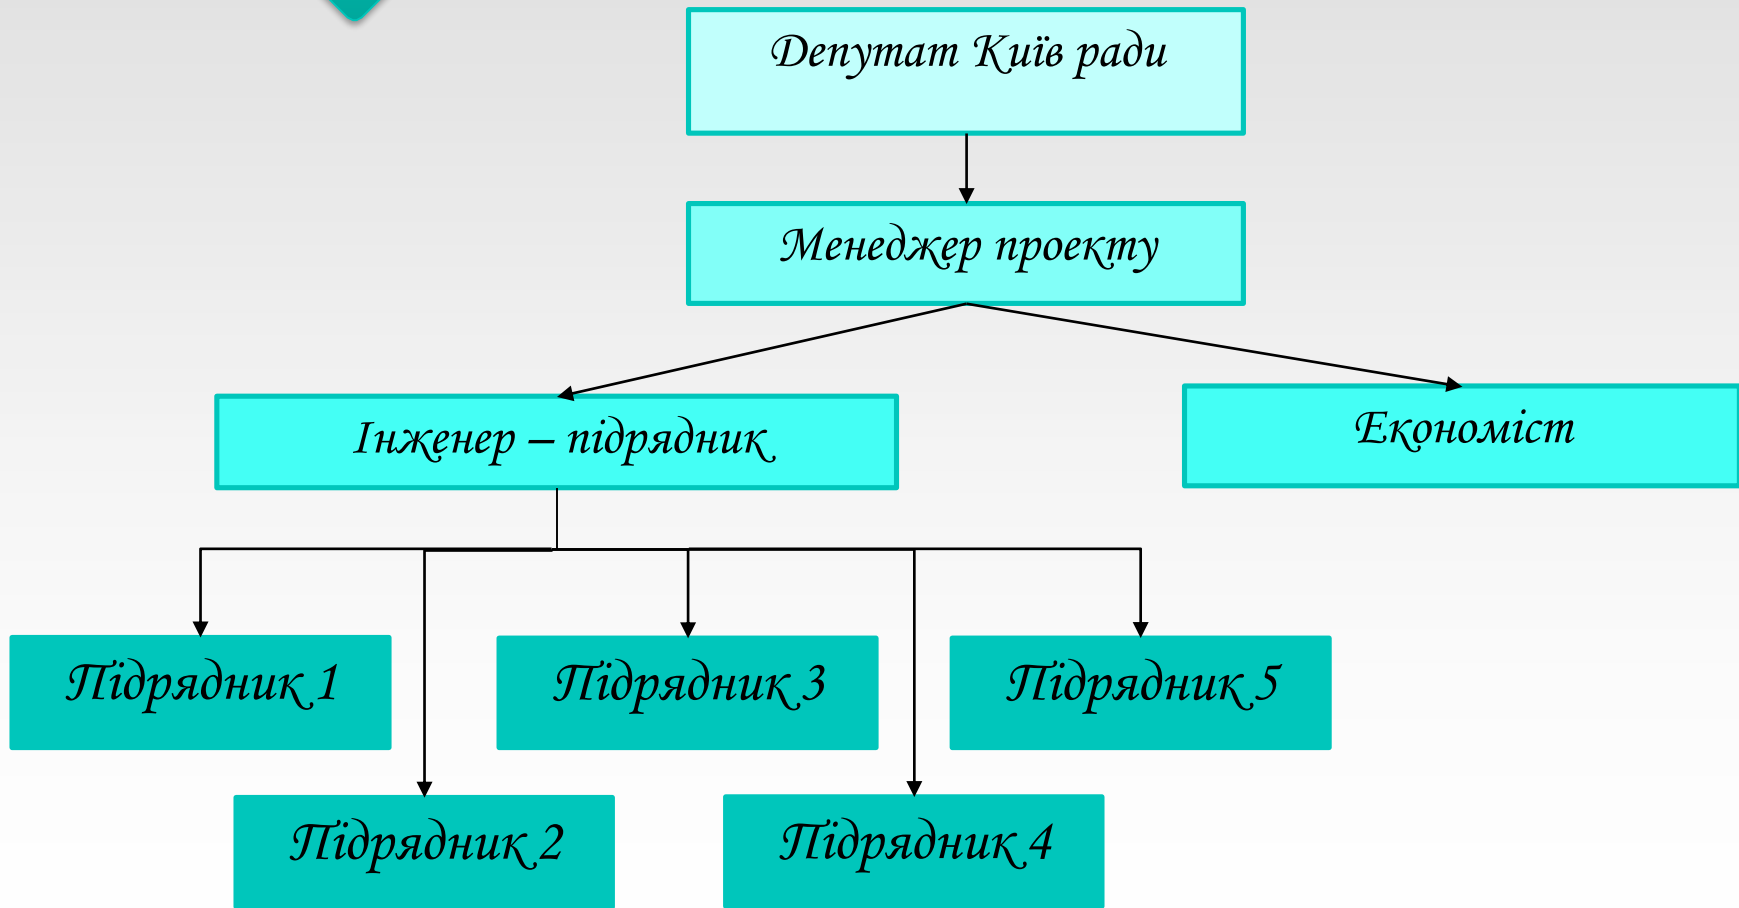 Депутат Київ ради
Менеджер проекту
Інженер – підрядник
Економіст
Підрядник 1
Підрядник 3
Підрядник 5
Підрядник 2
Підрядник 4